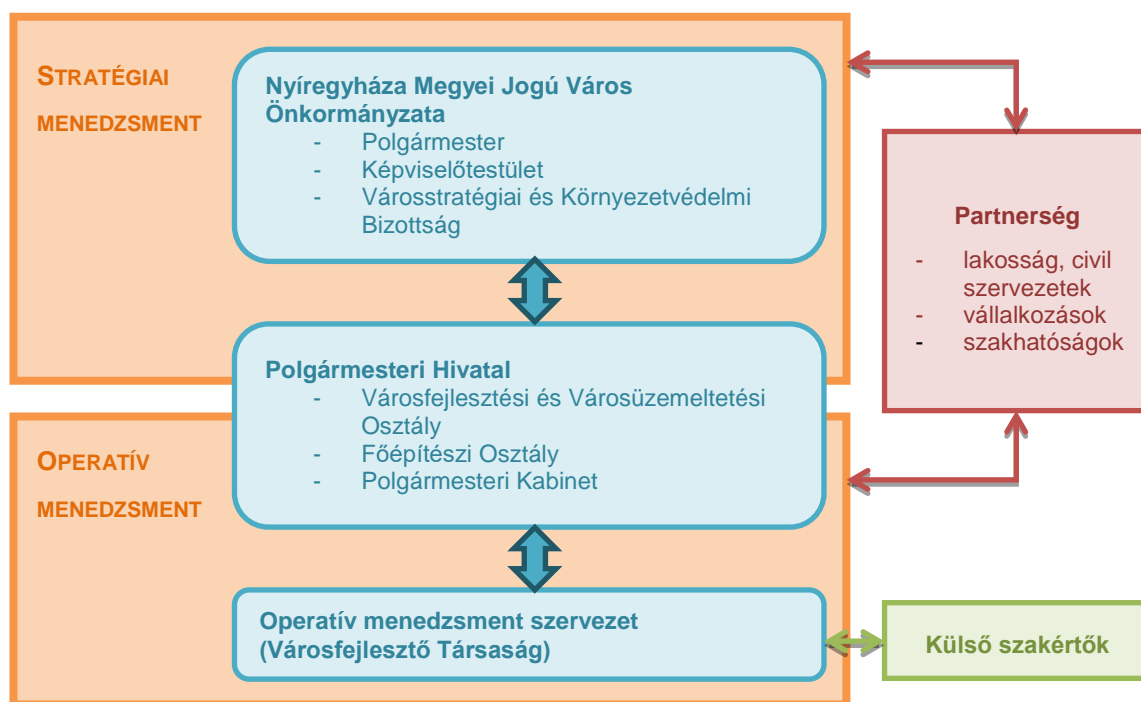 STRATÉGIAI
MENEDZSMENT
Nyíregyháza Megyei Jogú Város
Önkormányzata
- Polgármester
- Képviselőtestület
- Városstratégiai és Környezetvédelmi
Bizottság
Partnerség
- lakosság, civil
szervezetek
- vállalkozások
- szakhatóságok
Polgármesteri Hivatal
- Városfejlesztési és Városüzemeltetési
Osztály
- Főépítészi Osztály
- Polgármesteri Kabinet
OPERATÍV
MENEDZSMENT
Operatív menedzsment szervezet
(Városfejlesztő Társaság)
Külső szakértők